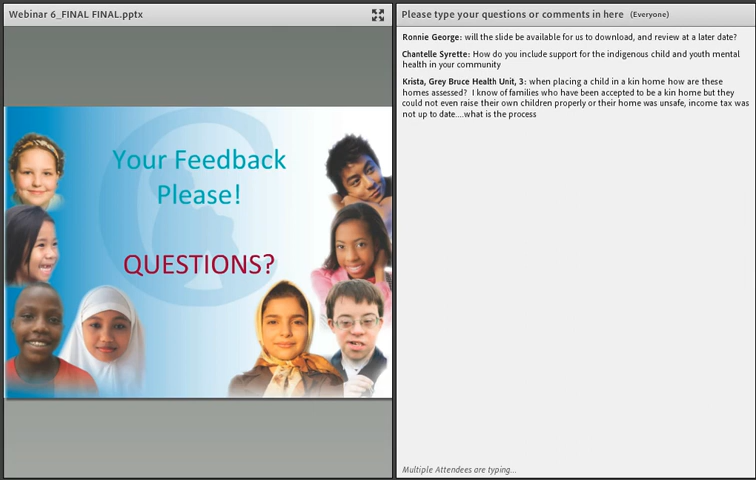 Webinar 6_FINAL FINAL.pptx
Your Feedback
Please!
QUESTIONS?
Please type your questions or comments in here (Everyone)
Ronnie George: will the slide be available for us to download, and review at a later date?
Chantelle Syrette: How do you include support for the indigenous child and youth mental
health in your community
Krista, Grey Bruce Health Unit, 3: when placing a child in a kin home how are these
homes assessed? I know of families who have been accepted to be a kin home but they
could not even raise their own children properly or their home was unsafe, income tax was
not up to date....what is the process
Multiple Attendees are typing...